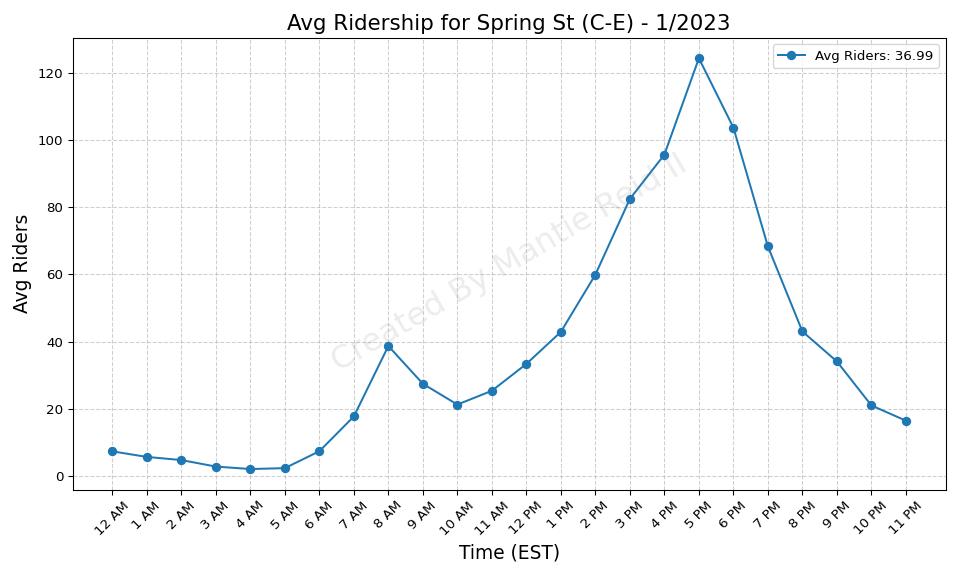 Avg Ridership for Spring St (C-E) - 1/2023
Avg Riders: 36.99
Avg Riders
120
100
80
60
40
20
0
Created By Mantle Reid II
12 AM
1 AM
2 AM
3 AM
4 AM
5 AM
6 AM
7 AM
8 AM
9 AM
10 AM
11 AM
12 PM
1 PM
2 PM
3 PM
4 PM
5 PM
6 PM
7 PM
8 PM
9 PM
10 PM
11 PM
Time (EST)